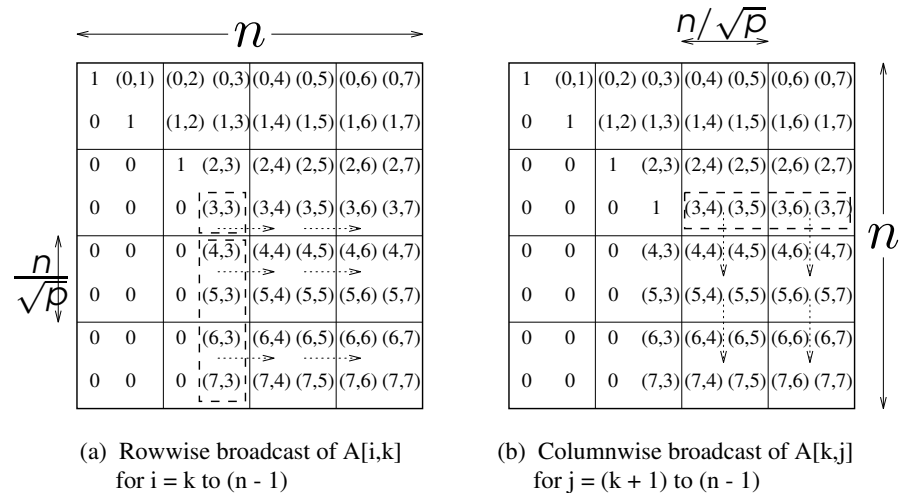 n
1 (0,1) (0,2) (0,3) (0,4) (0,5) (0,6) (0,7)
0 1 (1,2) (1,3) (1,4) (1,5) (1,6) (1,7)
0 0 1 (2,3) (2,4) (2,5) (2,6) (2,7)
0 0 0 (3,3) (3,4) (3,5) (3,6) (3,7)
0 0 0 (4,3) (4,4) (4,5) (4,6) (4,7)
0 0 0 (5,3) (5,4) (5,5) (5,6) (5,7)
0 0 0 (6,3) (6,4) (6,5) (6,6) (6,7)
0 0 0 (7,3) (7,4) (7,5) (7,6) (7,7)
n
√p
(a) Rowwise broadcast of A[i,k]
for i = k to (n - 1)
n/√p
1 (0,1) (0,2) (0,3) (0,4) (0,5) (0,6) (0,7)
0 1 (1,2) (1,3) (1,4) (1,5) (1,6) (1,7)
0 0 1 (2,3) (2,4) (2,5) (2,6) (2,7)
0 0 0 1 (3,4) (3,5) (3,6) (3,7)
0 0 0 (4,3) (4,4) (4,5) (4,6) (4,7)
0 0 0 (5,3) (5,4) (5,5) (5,6) (5,7)
0 0 0 (6,3) (6,4) (6,5) (6,6) (6,7)
0 0 0 (7,3) (7,4) (7,5) (7,6) (7,7)
n
(b) Columnwise broadcast of A[k,j]
for j = (k + 1) to (n - 1)